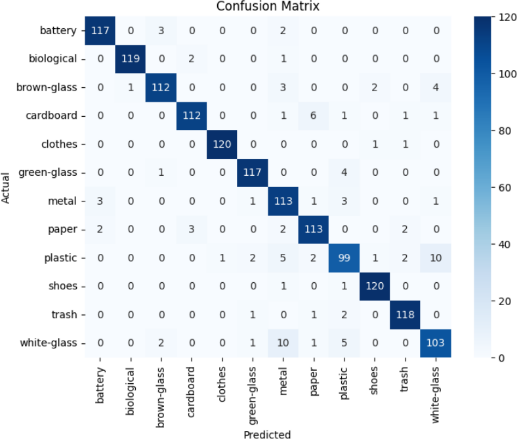 Confusion Matrix
battery 117 0 3 0 0 0 2 0 0 0 0 0
biological 0 119 0 2 0 0 1 0 0 0 0 0
brown-glass 0 1 112 0 0 0 3 0 0 2 0 4
cardboard 0 0 0 112 0 0 1 6 1 0 1 1
clothes 0 0 0 0 120 0 0 0 0 1 1 0
green-glass 0 0 1 0 0 117 0 0 4 0 0 0
metal 3 0 0 0 0 1 113 1 3 0 0 1
paper 2 0 0 3 0 0 2 113 0 0 2 0
plastic 0 0 0 0 1 2 5 2 99 1 2 10
shoes 0 0 0 0 0 0 1 0 1 120 0 0
trash 0 0 0 0 0 1 0 1 2 0 118 0
white-glass 0 0 2 0 0 1 10 1 5 0 0 103
Actual
battery
biological
brown-glass
cardboard
clothes
green-glass
metal
paper
plastic
shoes
trash
white-glass
Predicted
120
100
80
60
40
20
0